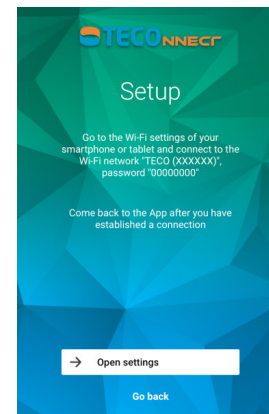 TECONNECT
Setup
Go to the Wi-Fi settings of your
smartphone or tablet and connect to the
Wi-Fi network "TECO (XXXXXX)",
password "00000000"
Come back to the App after you have
established a connection
→ Open settings
Go back